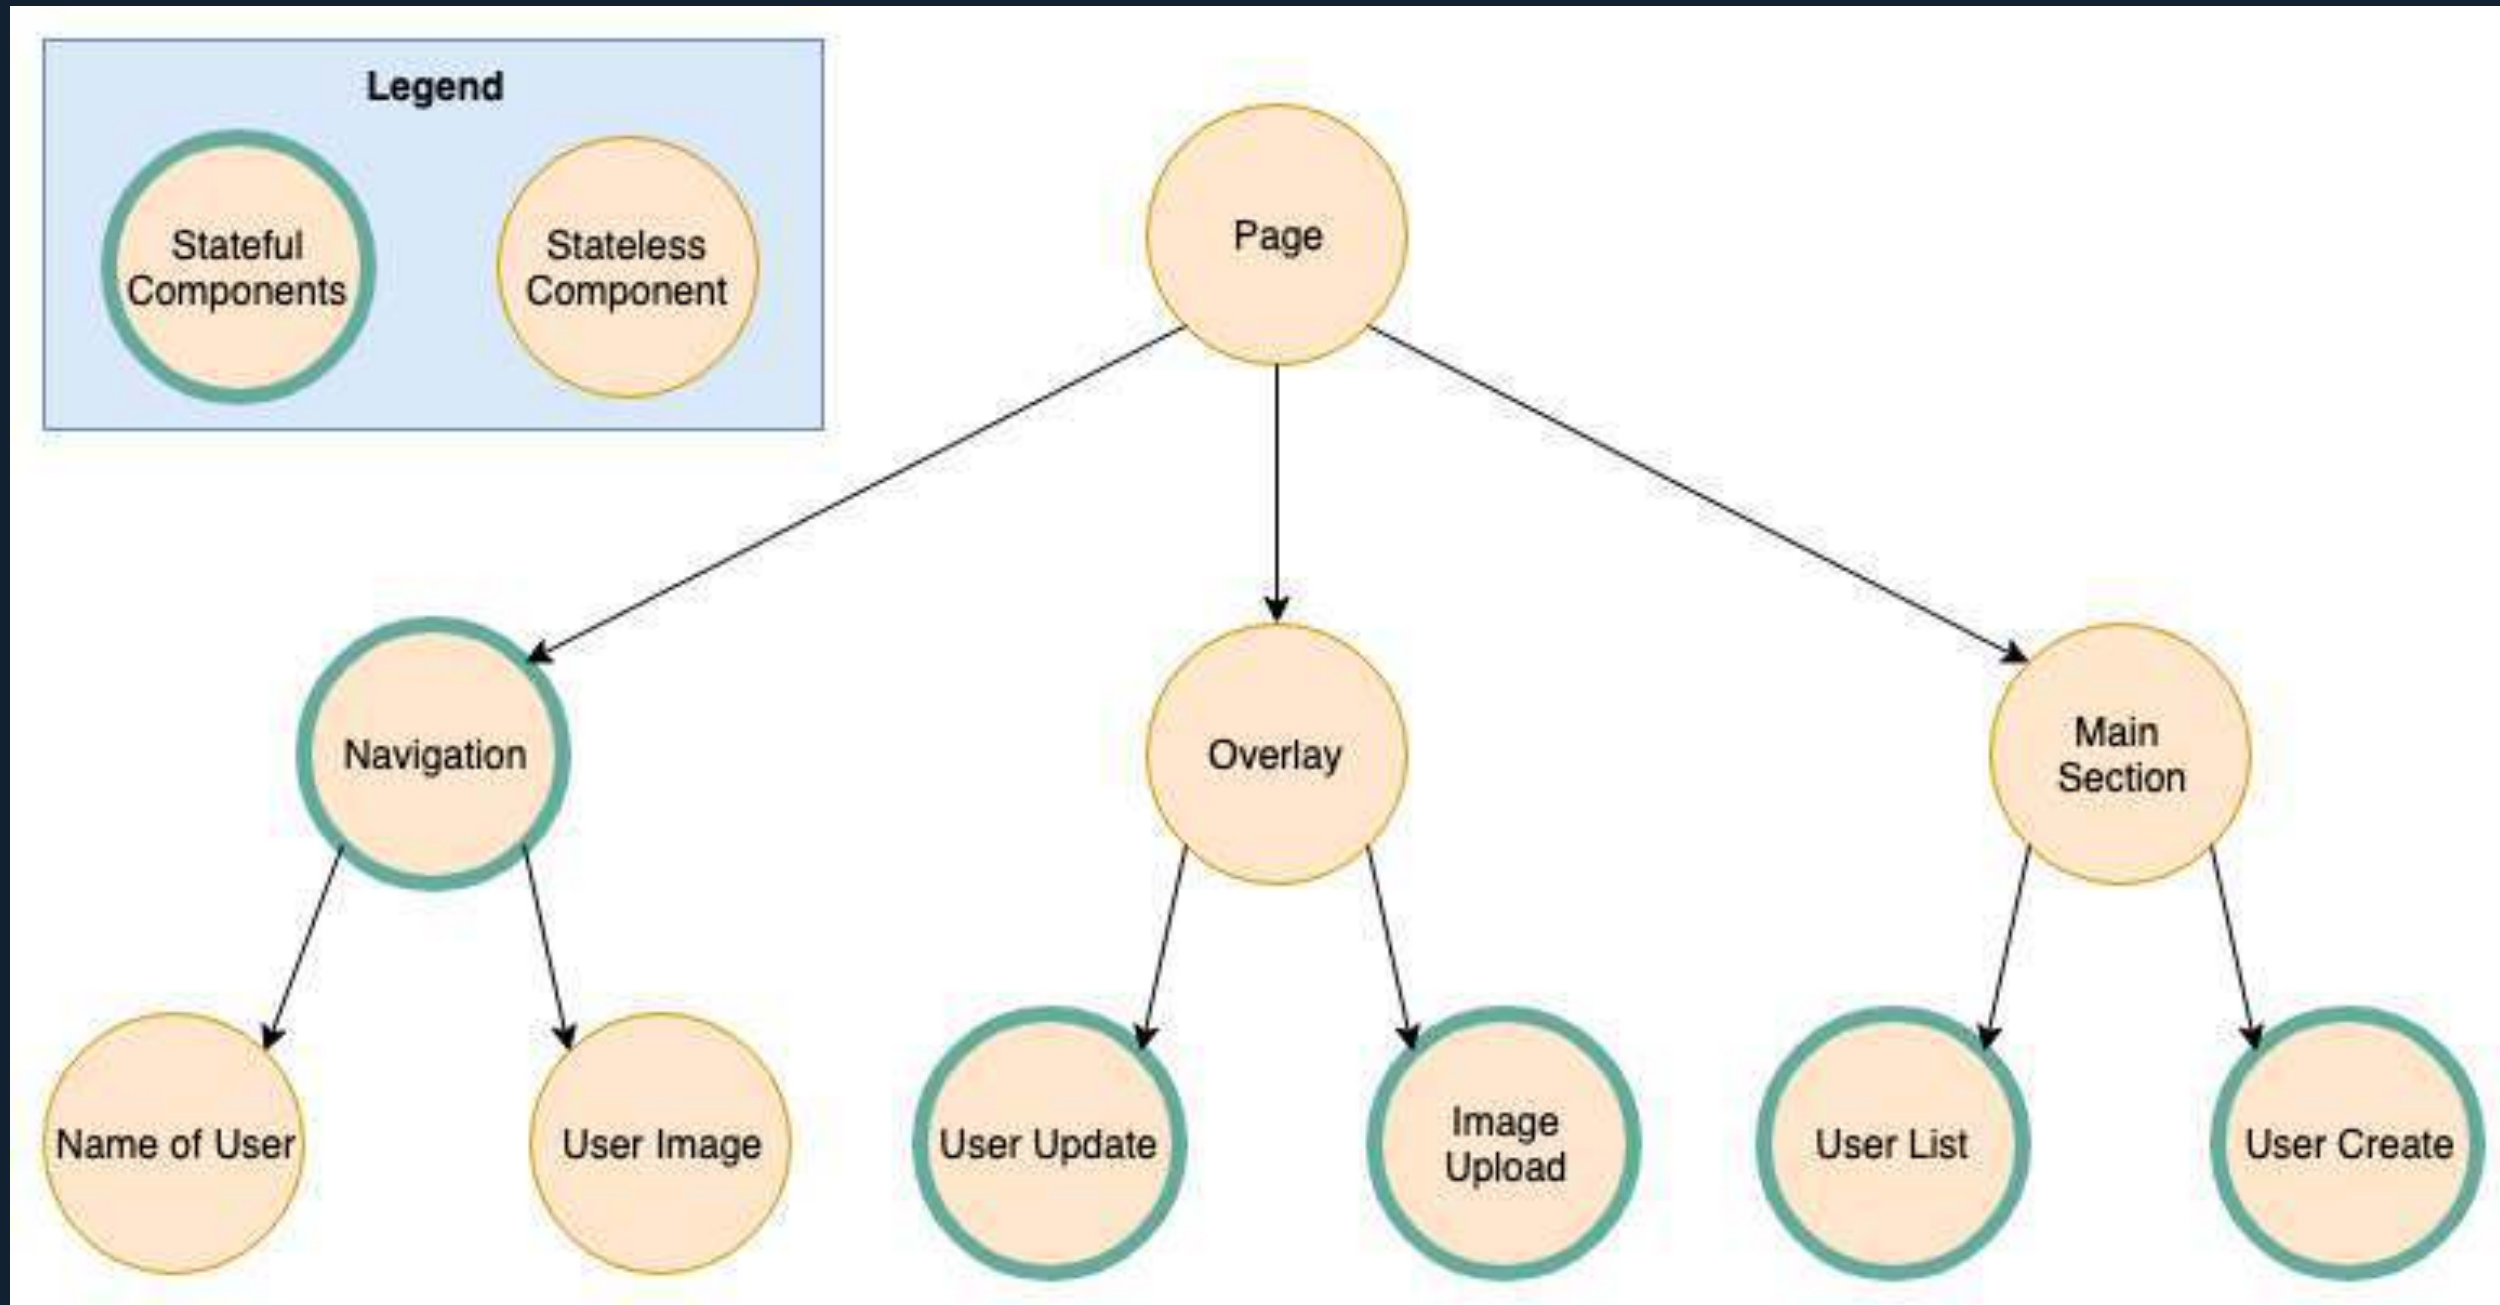 Legend
Stateful
Components
Stateless
Component
Page
Navigation
Overlay
Main
Section
Name of User
User Image
User Update
Image
Upload
User List
User Create